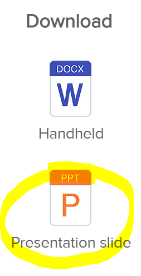 Download
DOCX
W
Handheld
PPT
P
Presentation slide